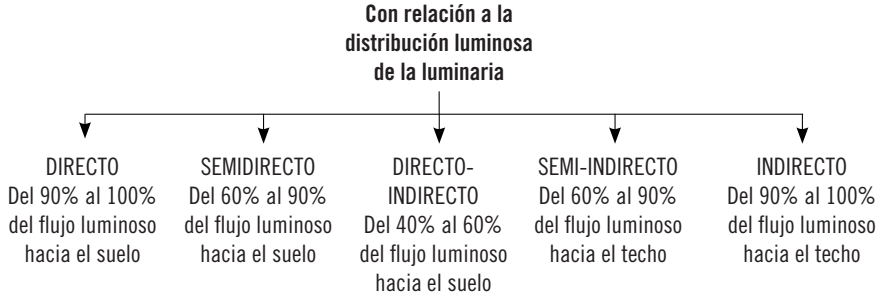 Con relación a la
distribución luminosa
de la luminaria
DIRECTO
Del 90% al 100%
del flujo luminoso
hacia el suelo
SEMIDIRECTO
Del 60% al 90%
del flujo luminoso
hacia el suelo
DIRECTO-
INDIRECTO
Del 40% al 60%
del flujo luminoso
hacia el suelo
SEMI-INDIRECTO
Del 60% al 90%
del flujo luminoso
hacia el techo
INDIRECTO
Del 90% al 100%
del flujo luminoso
hacia el techo